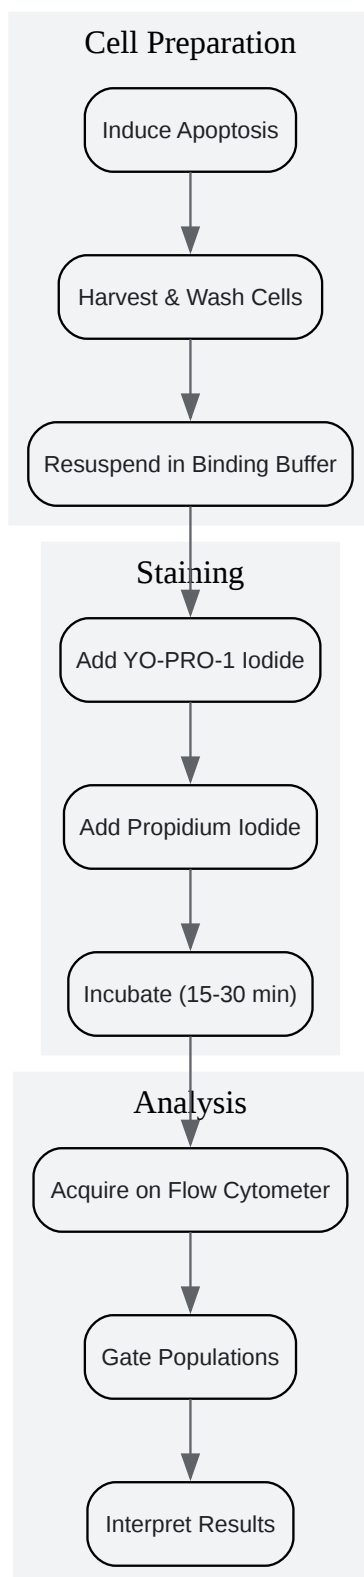 Cell Preparation
Induce Apoptosis
Harvest & Wash Cells
Resuspend in Binding Buffer
Staining
Add YO-PRO-1 Iodide
Add Propidium Iodide
Incubate (15-30 min)
Analysis
Acquire on Flow Cytometer
Gate Populations
Interpret Results